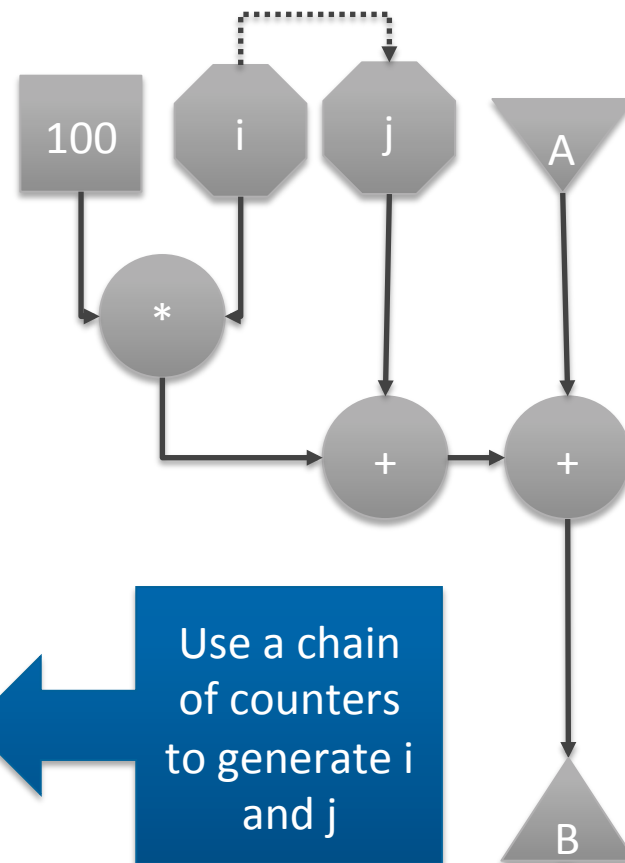 100
i
j
A
*
+
+
Use a chain
of counters
to generate i
and j
B